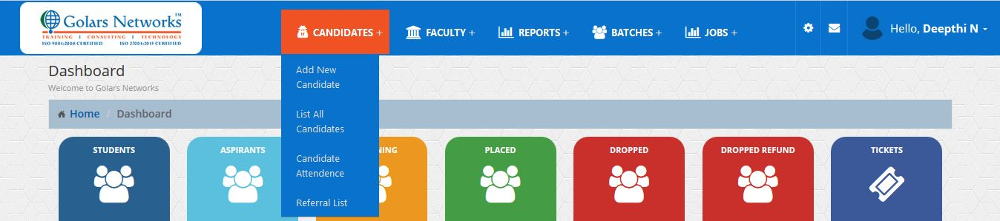 Golars Networks™
TRAINING | CONSULTING | TECHNOLOGY
ISO 9001:2008 CERTIFIED ISO 27001:2013 CERTIFIED
CANDIDATES +
FACULTY +
REPORTS +
BATCHES +
JOBS +
Hello, Deepthi N
Add New
Candidate
List All
Candidates
Candidate
Attendence
Referral List
Dashboard
Welcome to Golars Networks
Home / Dashboard
STUDENTS
ASPIRANTS
NING
PLACED
DROPPED
DROPPED REFUND
TICKETS